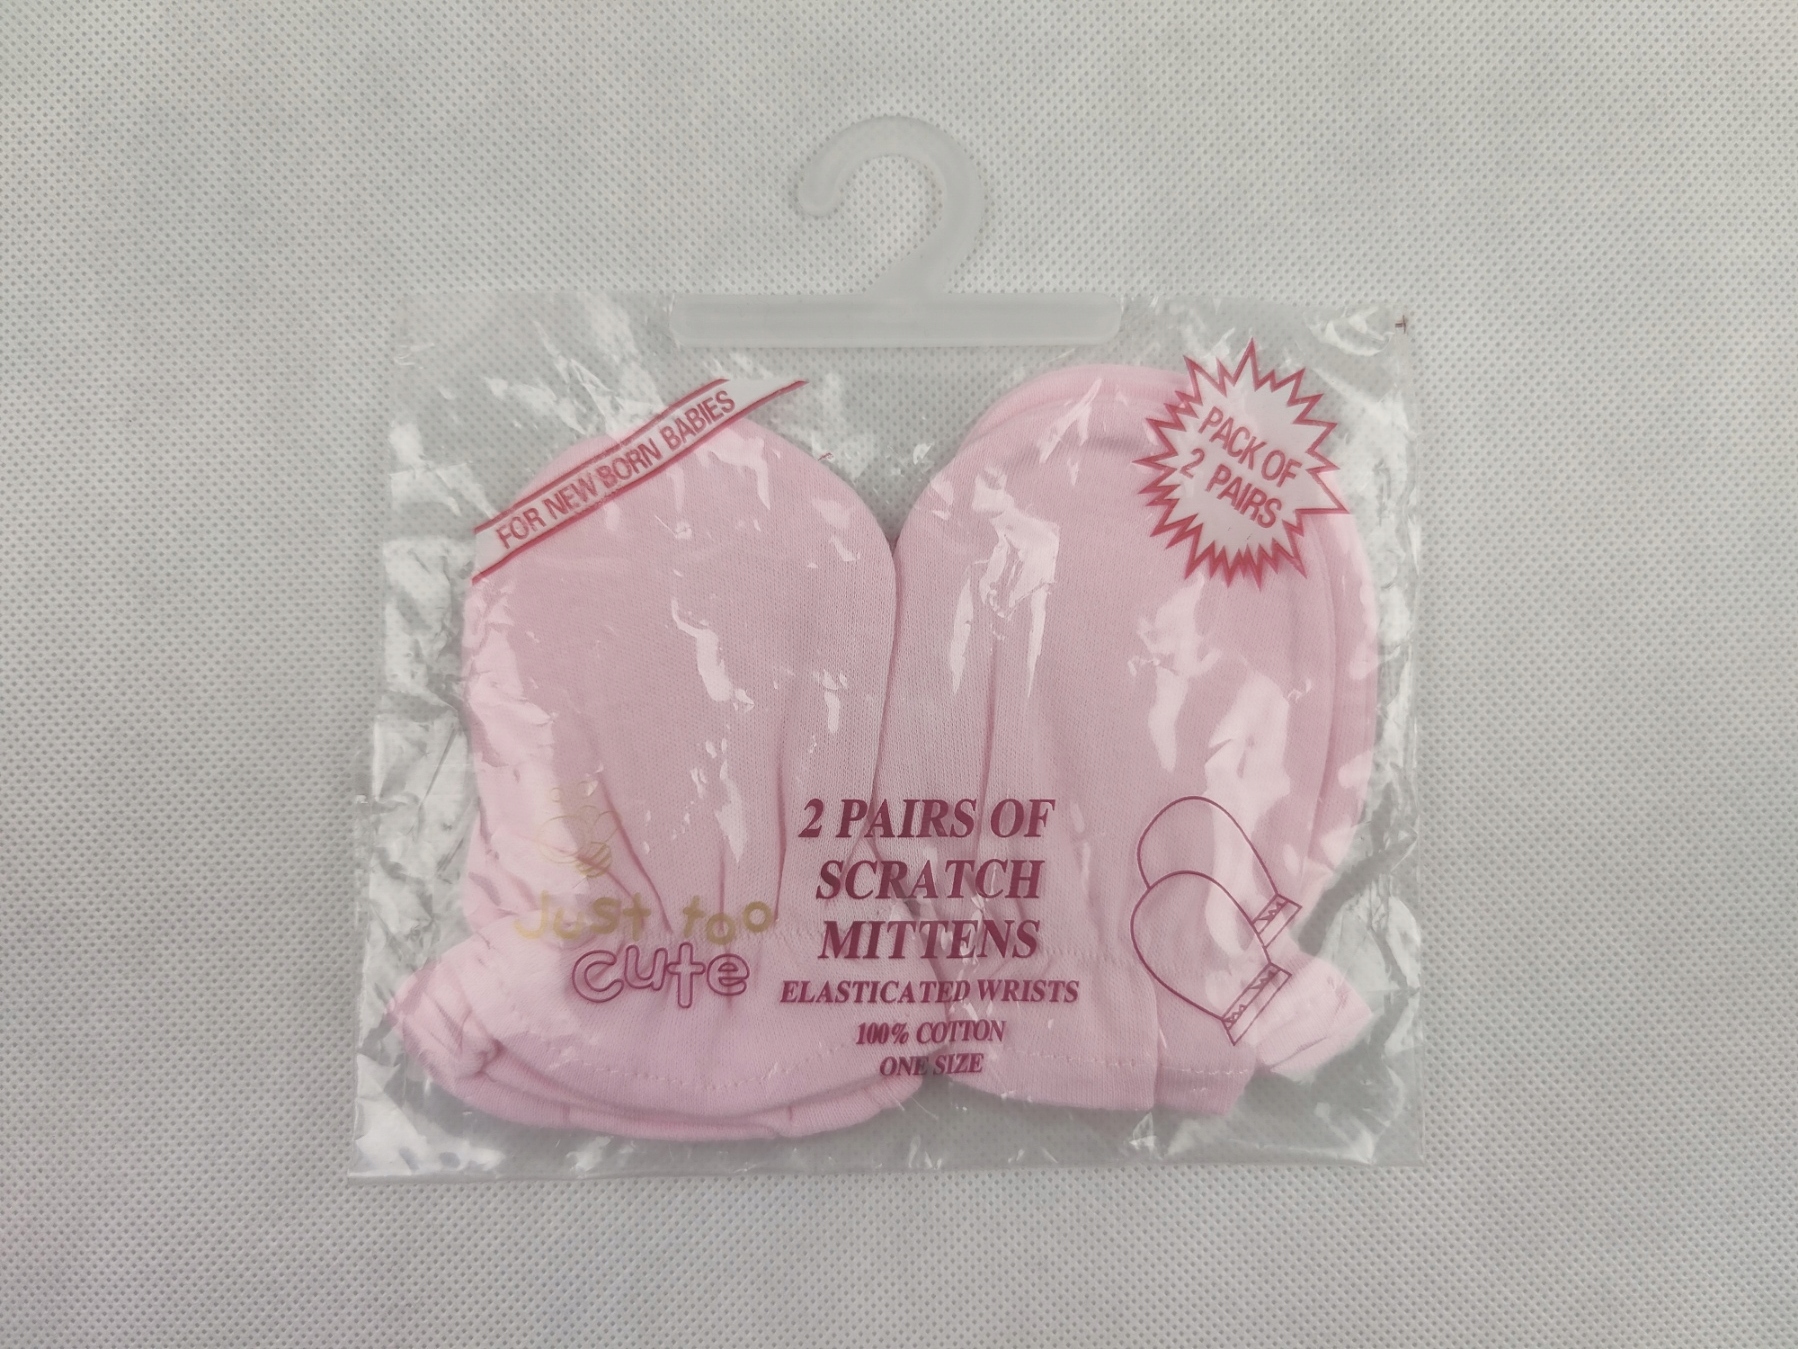 FOR NEW BORN BABIES
PACK OF
2 PAIRS
Just too
cute
2 PAIRS OF
SCRATCH
MITTENS
ELASTICATED WRISTS
100% COTTON
ONE SIZE